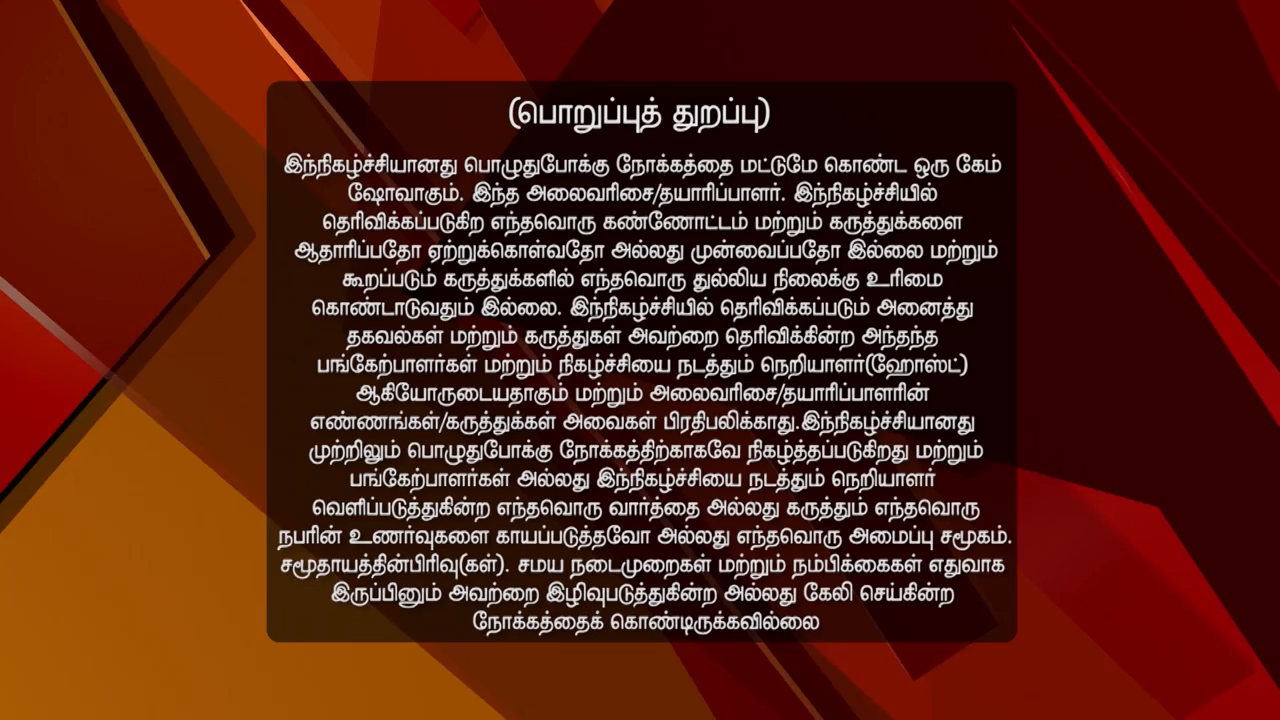 (பொறுப்புத் துறப்பு)
இந்நிகழ்ச்சியானது பொழுதுபோக்கு நோக்கத்தை மட்டுமே கொண்ட ஒரு கேம்
ஷோவாகும். இந்த அலைவரிசை/தயாரிப்பாளர். இந்நிகழ்ச்சியில்
தெரிவிக்கப்படுகிற எந்தவொரு கண்ணோட்டம் மற்றும் கருத்துக்களை
ஆதாரிப்பதோ ஏற்றுக்கொள்வதோ அல்லது முன்வைப்பதோ இல்லை மற்றும்
கூறப்படும் கருத்துக்களில் எந்தவொரு துல்லிய நிலைக்கு உரிமை
கொண்டாடுவதும் இல்லை. இந்நிகழ்ச்சியில் தெரிவிக்கப்படும் அனைத்து
தகவல்கள் மற்றும் கருத்துகள் அவற்றை தெரிவிக்கின்ற அந்தந்த
பங்கேற்பாளர்கள் மற்றும் நிகழ்ச்சியை நடத்தும் நெறியாளர்(ஹோஸ்ட்)
ஆகியோருடையதாகும் மற்றும் அலைவரிசை/தயாரிப்பாளரின்
எண்ணங்கள்/கருத்துக்கள் அவைகள் பிரதிபலிக்காது.இந்நிகழ்ச்சியானது
முற்றிலும் பொழுதுபோக்கு நோக்கத்திற்காகவே நிகழ்த்தப்படுகிறது மற்றும்
பங்கேற்பாளர்கள் அல்லது இந்நிகழ்ச்சியை நடத்தும் நெறியாளர்
வெளிப்படுத்துகின்ற எந்தவொரு வார்த்தை அல்லது கருத்தும் எந்தவொரு
நபரின் உணர்வுகளை காயப்படுத்தவோ அல்லது எந்தவொரு அமைப்பு சமூகம்.
சமூதாயத்தின்பிரிவு(கள்). சமய நடைமுறைகள் மற்றும் நம்பிக்கைகள் எதுவாக
இருப்பினும் அவற்றை இழிவுபடுத்துகின்ற அல்லது கேலி செய்கின்ற
நோக்கத்தைக் கொண்டிருக்கவில்லை